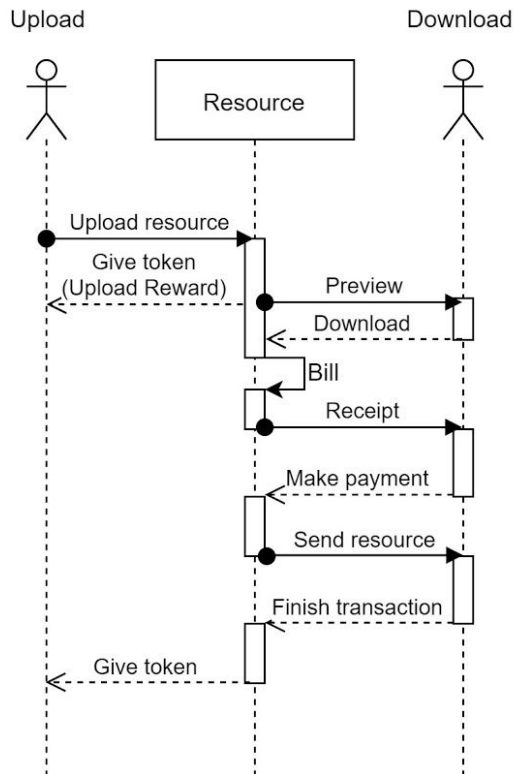 Upload
Download
Resource
Upload resource
Give token
(Upload Reward)
Preview
Download
Bill
Receipt
Make payment
Send resource
Finish transaction
Give token